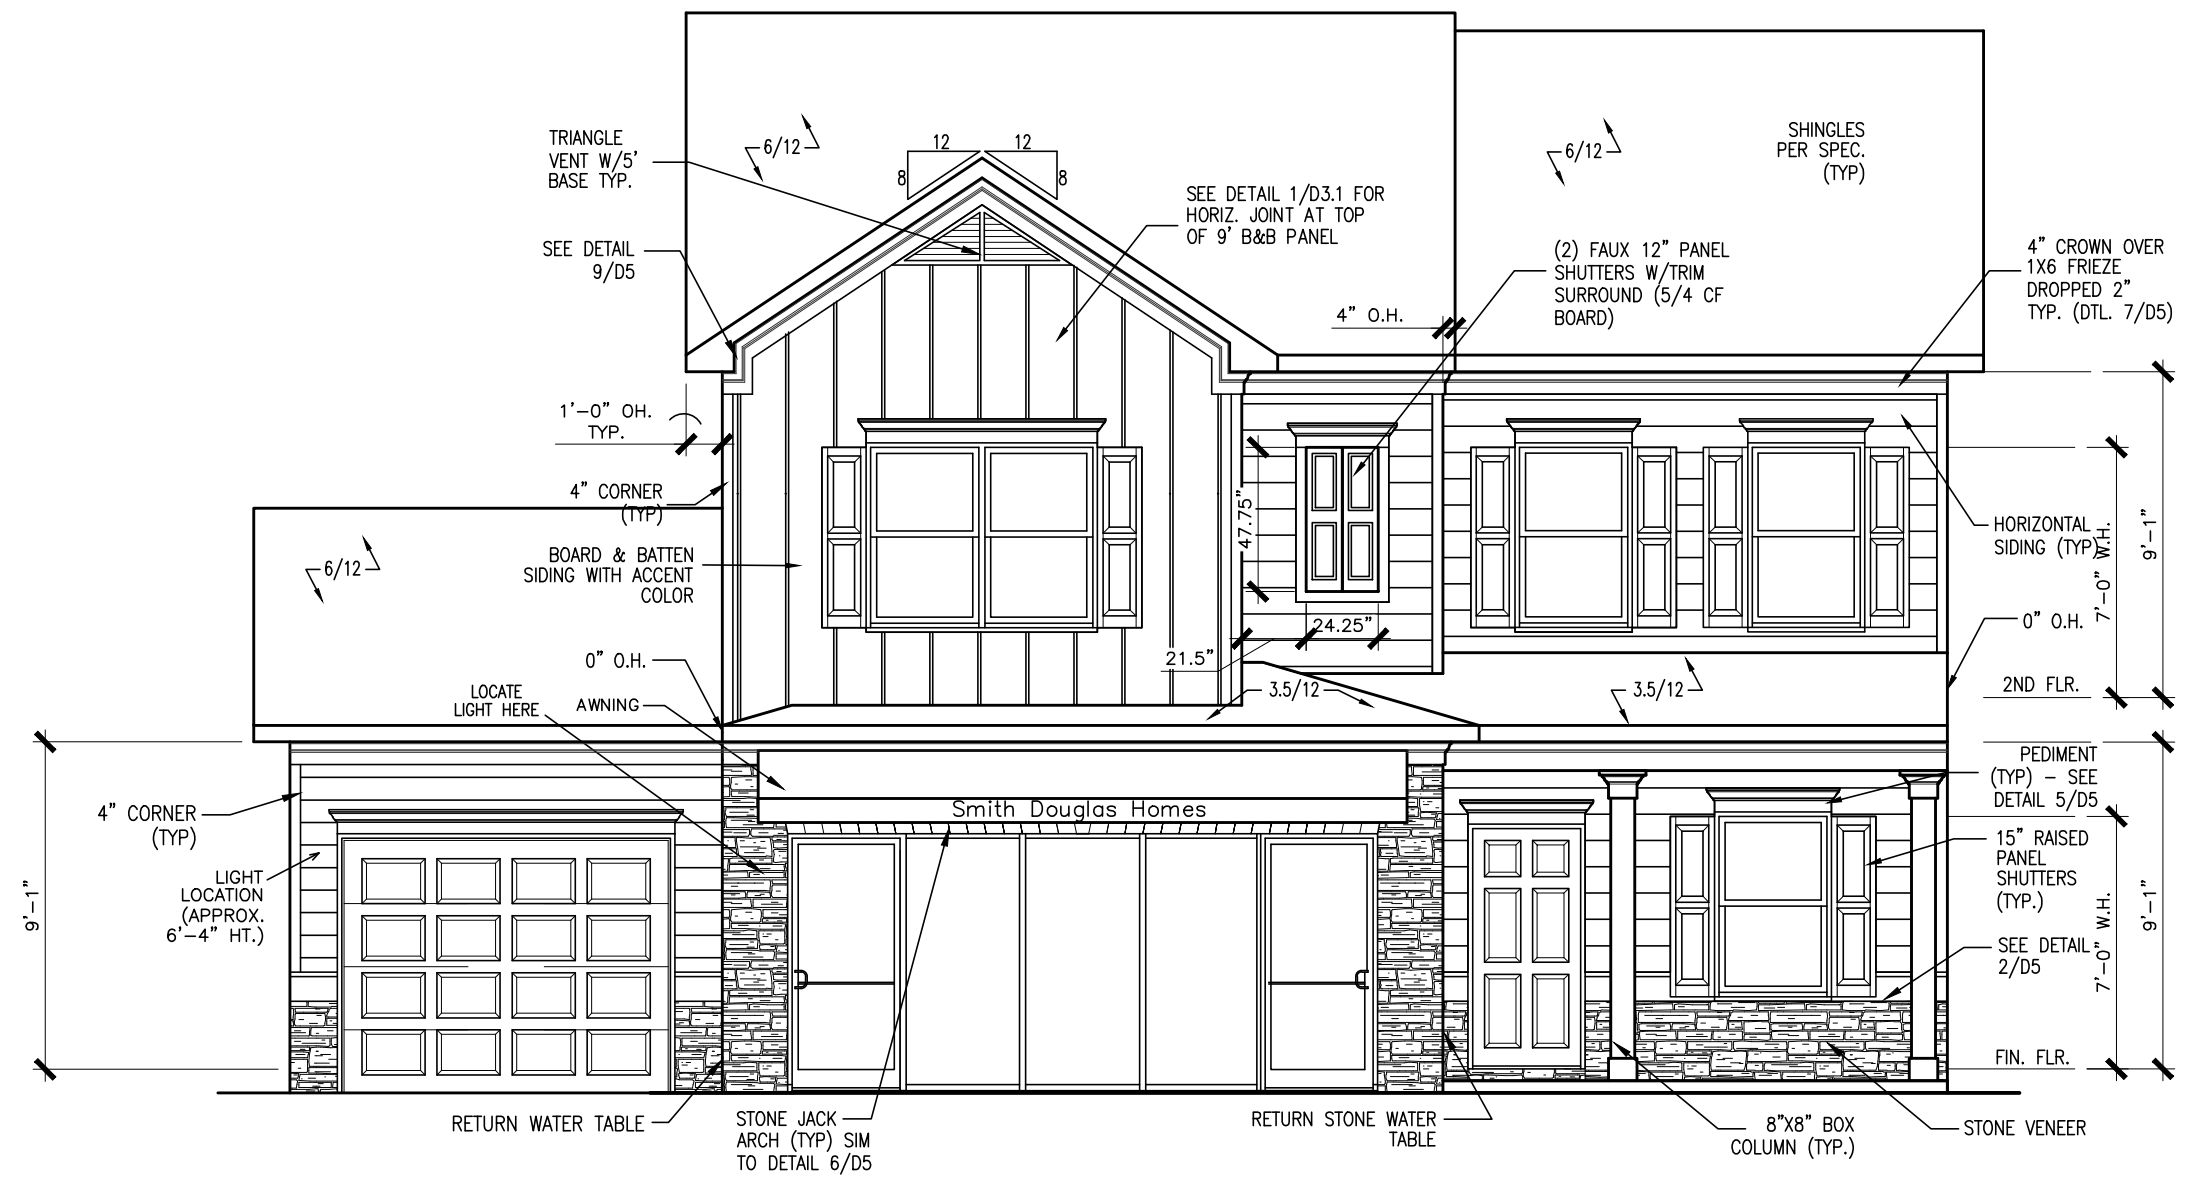 TRIANGLE
VENT W/5'
BASE TYP.
SEE DETAIL
9/D5
6/12
12
12
8
8
SEE DETAIL 1/D3.1 FOR
HORIZ. JOINT AT TOP
OF 9' B&B PANEL
6/12
SHINGLES
PER SPEC.
(TYP)
(2) FAUX 12" PANEL
SHUTTERS W/TRIM
SURROUND (5/4 CF
BOARD)
4" O.H.
4" CROWN OVER
1X6 FRIEZE
DROPPED 2"
TYP. (DTL. 7/D5)
1'-0" OH.
TYP.
4" CORNER
(TYP)
6/12
BOARD & BATTEN
SIDING WITH ACCENT
COLOR
47.75"
24.25"
21.5"
HORIZONTAL
SIDING (TYP)
7'-0" W.H.
9'-1"
0" O.H.
0" O.H.
LOCATE
LIGHT HERE
AWNING
3.5/12
3.5/12
2ND FLR.
PEDIMENT
(TYP) - SEE
DETAIL 5/D5
Smith Douglas Homes
4" CORNER
(TYP)
LIGHT
LOCATION
(APPROX.
6'-4" HT.)
9'-1"
15" RAISED
PANEL
SHUTTERS
(TYP.)
SEE DETAIL
2/D5
7'-0" W.H.
9'-1"
FIN. FLR.
RETURN WATER TABLE
STONE JACK
ARCH (TYP) SIM
TO DETAIL 6/D5
RETURN STONE WATER
TABLE
8"X8" BOX
COLUMN (TYP.)
STONE VENEER